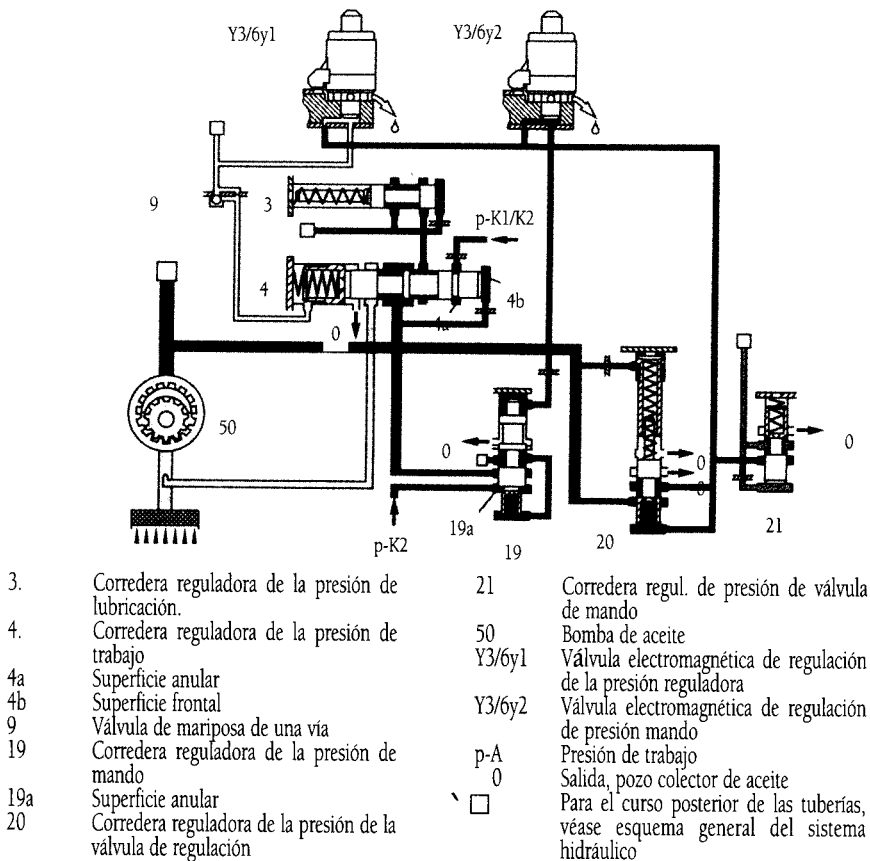 Y3/6y1
Y3/6y2
9
3
p-K1/K2
4
4b
4a
0
50
0
0
0
0
19a
p-K2
19
20
21
3. Corredera reguladora de la presión de
lubricación.
4. Corredera reguladora de la presión de
trabajo
4a Superficie anular
4b Superficie frontal
9 Válvula de mariposa de una vía
19 Corredera reguladora de la presión de
mando
19a Superficie anular
20 Corredera reguladora de la presión de la
válvula de regulación
21 Corredera regul. de presión de válvula
de mando
50 Bomba de aceite
Y3/6y1 Válvula electromagnética de regulación
de la presión reguladora
Y3/6y2 Válvula electromagnética de regulación
de presión mando
p-A Presión de trabajo
0 Salida, pozo colector de aceite
Para el curso posterior de las tuberías,
véase esquema general del sistema
hidráulico